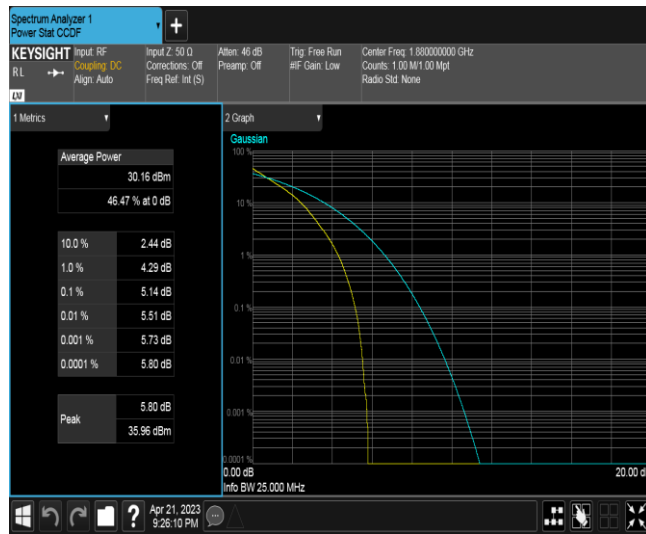 Spectrum Analyzer 1
Power Stat CCDF
+
KEYSIGHT
RL
LXI
Input: RF
Coupling: DC
Align: Auto
Input Z: 50 Ω
Corrections: Off
Freq Ref: Int (S)
Atten: 46 dB
Preamp: Off
Trig: Free Run
#IF Gain: Low
Center Freq: 1.880000000 GHz
Counts: 1.00 M/1.00 Mpt
Radio Std: None
1 Metrics
Average Power
30.16 dBm
46.47 % at 0 dB
10.0 % 2.44 dB
1.0 % 4.29 dB
0.1 % 5.14 dB
0.01 % 5.51 dB
0.001 % 5.73 dB
0.0001 % 5.80 dB
Peak
5.80 dB
35.96 dBm
2 Graph
Gaussian
100 %
10 %
1 %
0.1 %
0.01 %
0.001 %
0.0001 %
0.00 dB
20.00 d
Info BW 25.000 MHz
?
Apr 21, 2023
9:26:10 PM